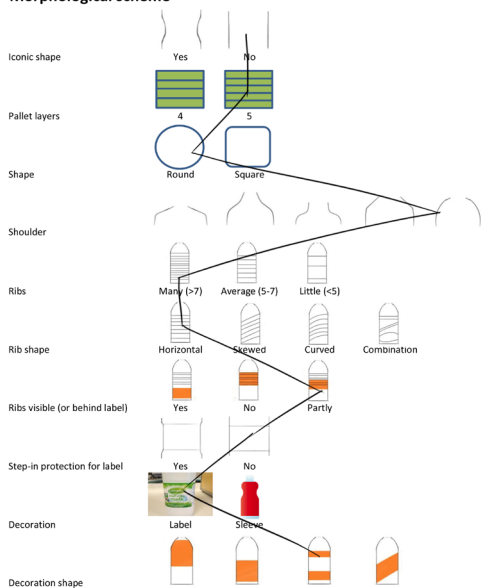 Morphological scheme
Iconic shape Yes No
Pallet layers 4 5
Shape Round Square
Shoulder
Ribs Many (>7) Average (5-7) Little (<5)
Rib shape Horizontal Skewed Curved Combination
Ribs visible (or behind label) Yes No Partly
Step-in protection for label Yes No
Decoration Label Sleeve
Decoration shape